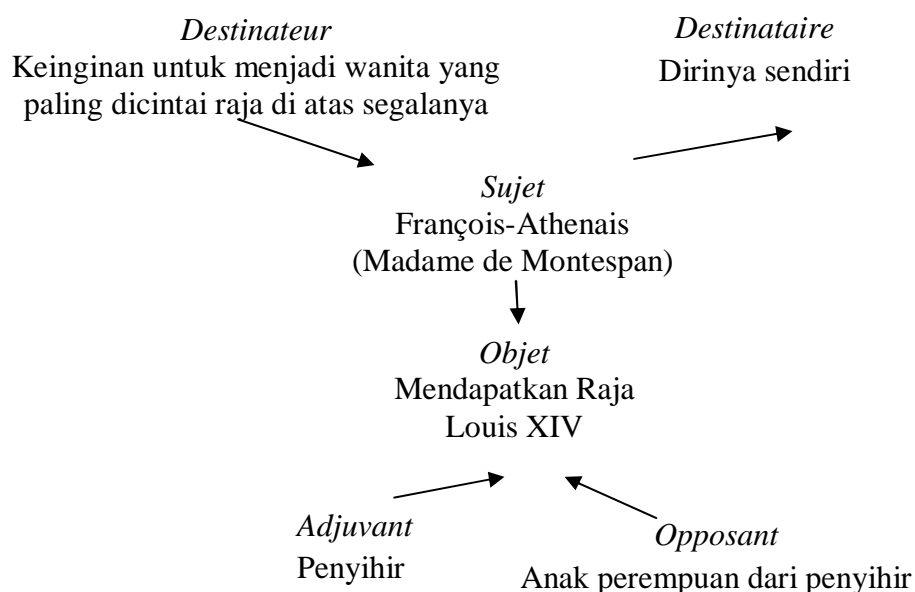 Destinateur
Keinginan untuk menjadi wanita yang
paling dicintai raja di atas segalanya
Destinataire
Dirinya sendiri
Sujet
François-Athenais
(Madame de Montespan)
Objet
Mendapatkan Raja
Louis XIV
Adjuvant
Penyihir
Opposant
Anak perempuan dari penyihir